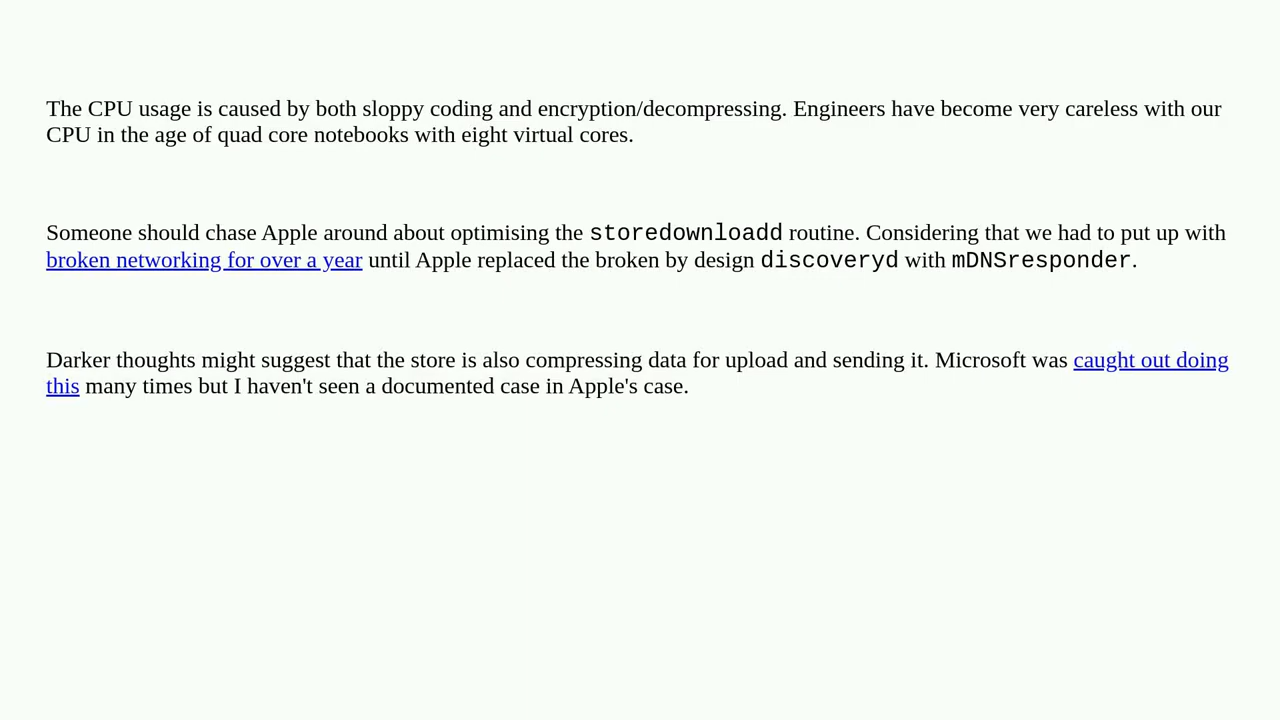 The CPU usage is caused by both sloppy coding and encryption/decompressing. Engineers have become very careless with our
CPU in the age of quad core notebooks with eight virtual cores.
Someone should chase Apple around about optimising the storedownloadd routine. Considering that we had to put up with
broken networking for over a year until Apple replaced the broken by design discoveryd with mDNSresponder.
Darker thoughts might suggest that the store is also compressing data for upload and sending it. Microsoft was caught out doing
this many times but I haven't seen a documented case in Apple's case.